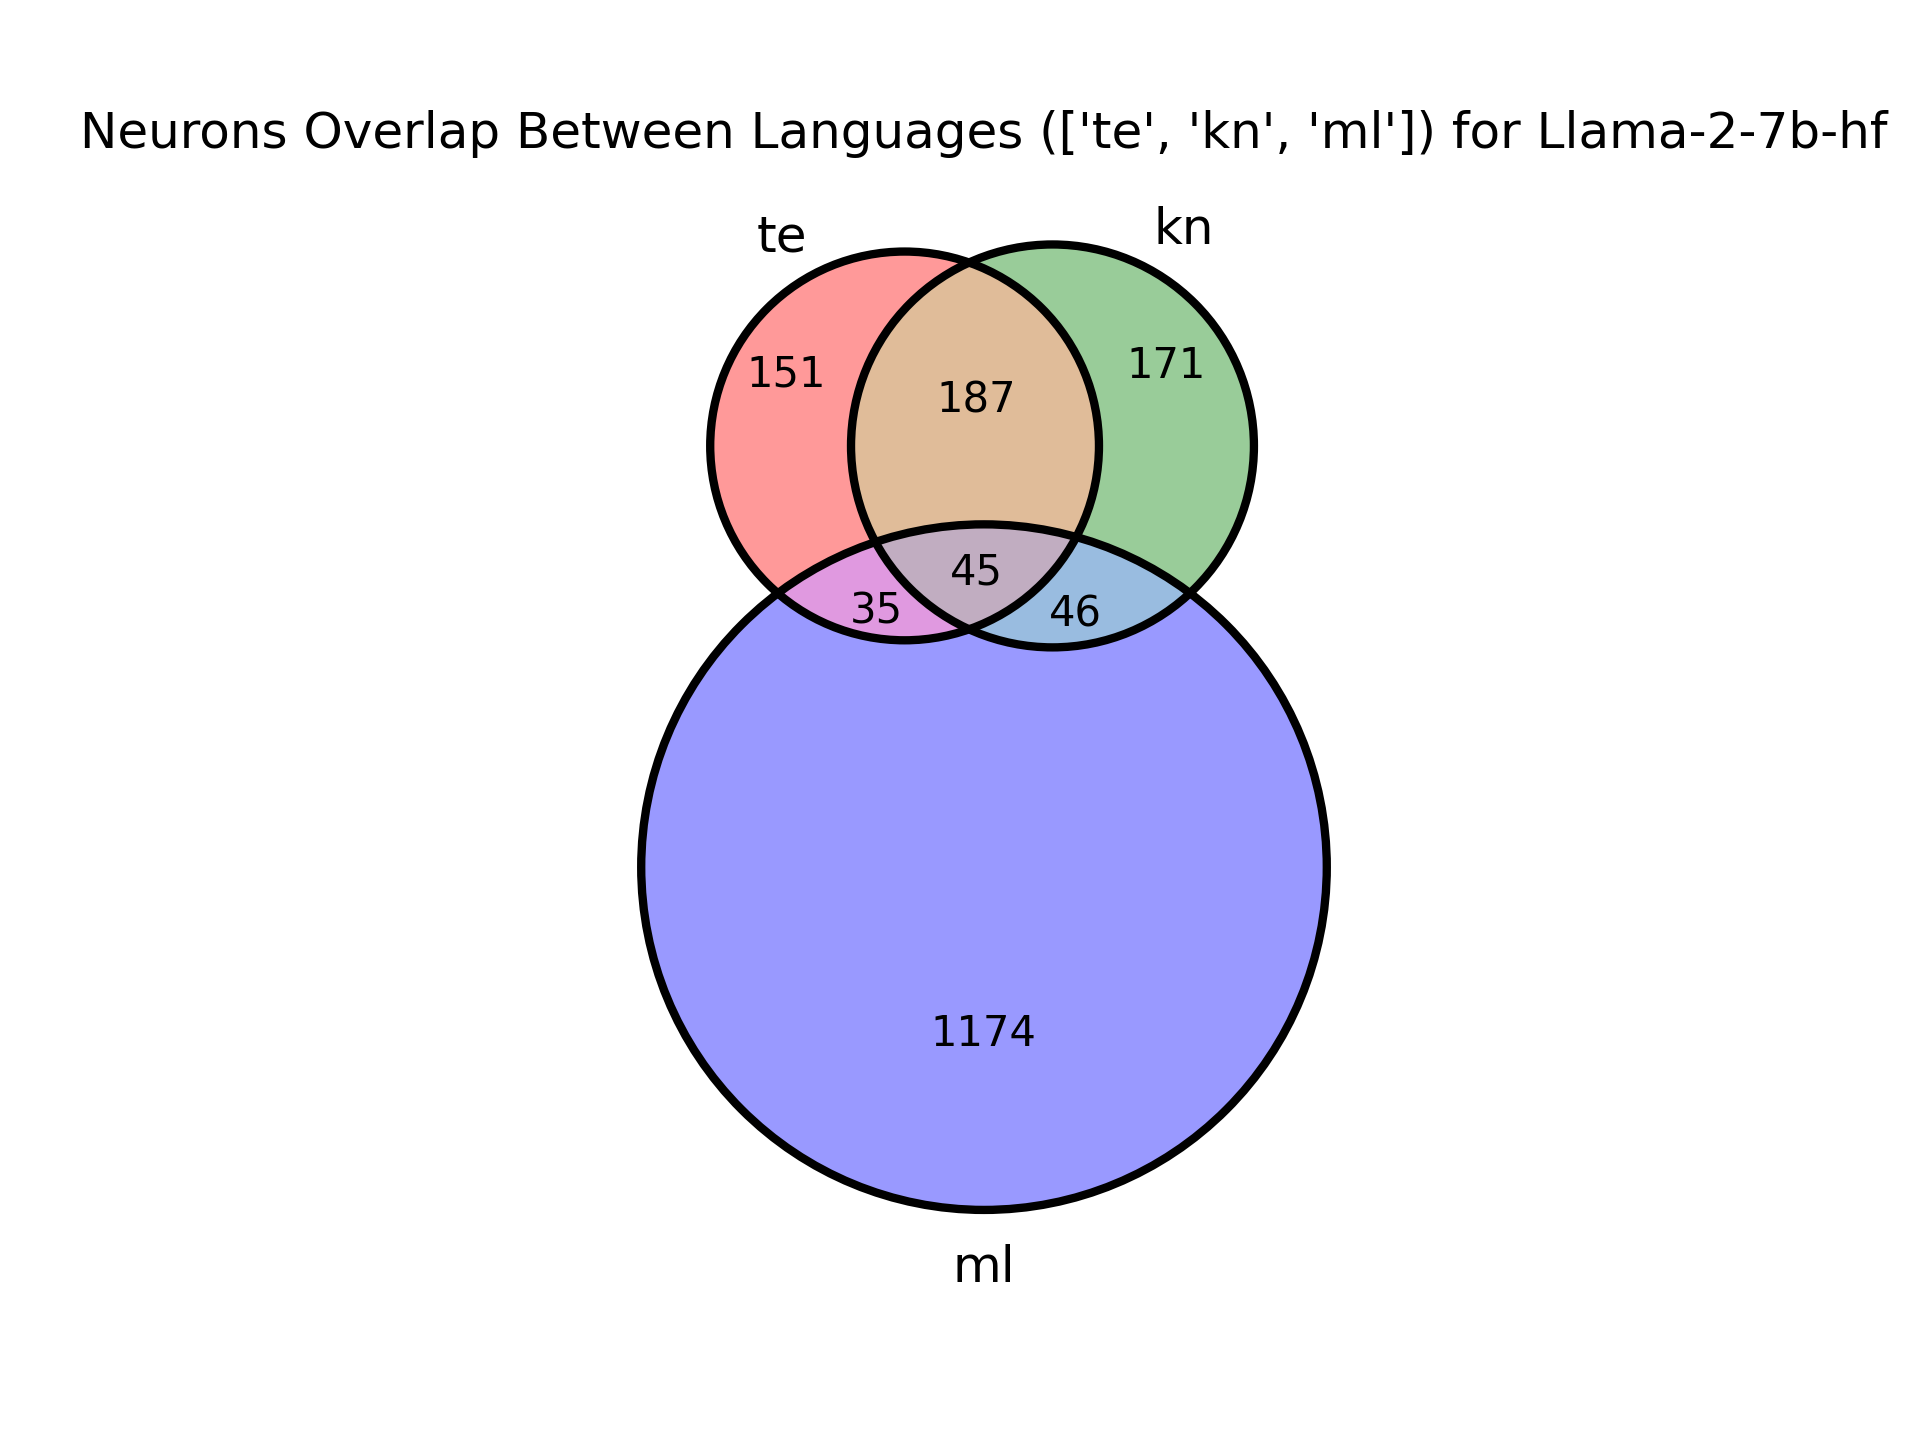 Neurons Overlap Between Languages (['te', 'kn', 'ml']) for Llama-2-7b-hf
te
kn
151
187
171
45
35
46
1174
ml